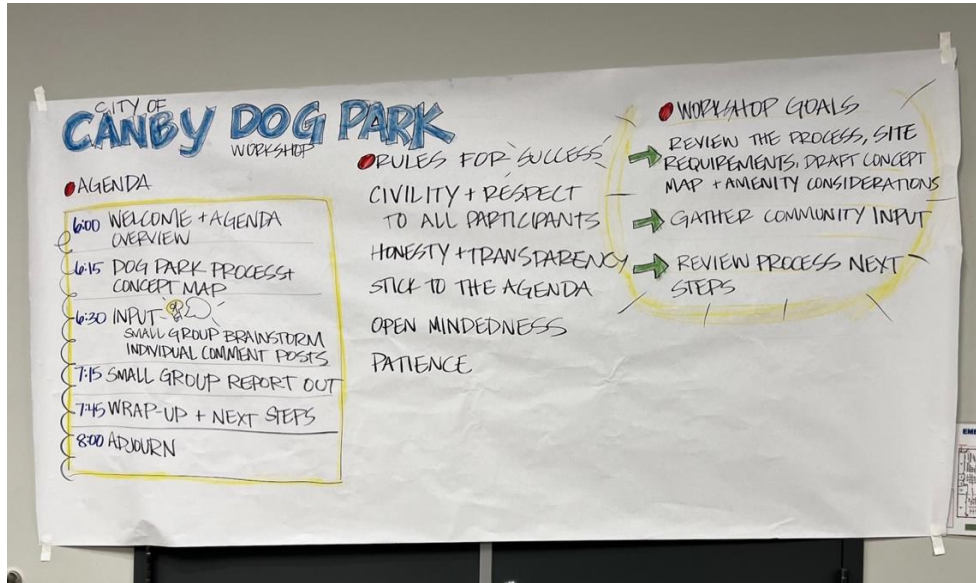 CITY OF
CANBY DOG PARK
WORKSHOP
AGENDA
6:00 WELCOME + AGENDA
OVERVIEW
6:15 DOG PARK PROCESS +
CONCEPT MAP
6:30 INPUT
SMALL GROUP BRAINSTORM
INDIVIDUAL COMMENT POSTS
7:15 SMALL GROUP REPORT OUT
7:45 WRAP-UP + NEXT STEPS
8:00 ADJOURN
RULES FOR SUCCESS
CIVILITY + RESPECT
TO ALL PARTICIPANTS
HONESTY + TRANSPARENCY
STICK TO THE AGENDA
OPEN MINDEDNESS
PATIENCE
WORKSHOP GOALS
REVIEW THE PROCESS, SITE
REQUIREMENTS, DRAFT CONCEPT
MAP + AMENITY CONSIDERATIONS
GATHER COMMUNITY INPUT
REVIEW PROCESS NEXT
STEPS